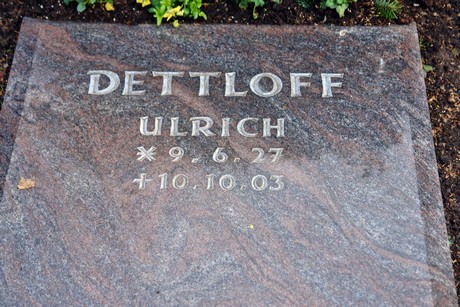 DETTLOFF
ULRICH
* 9. 6. 27
+ 10. 10. 03